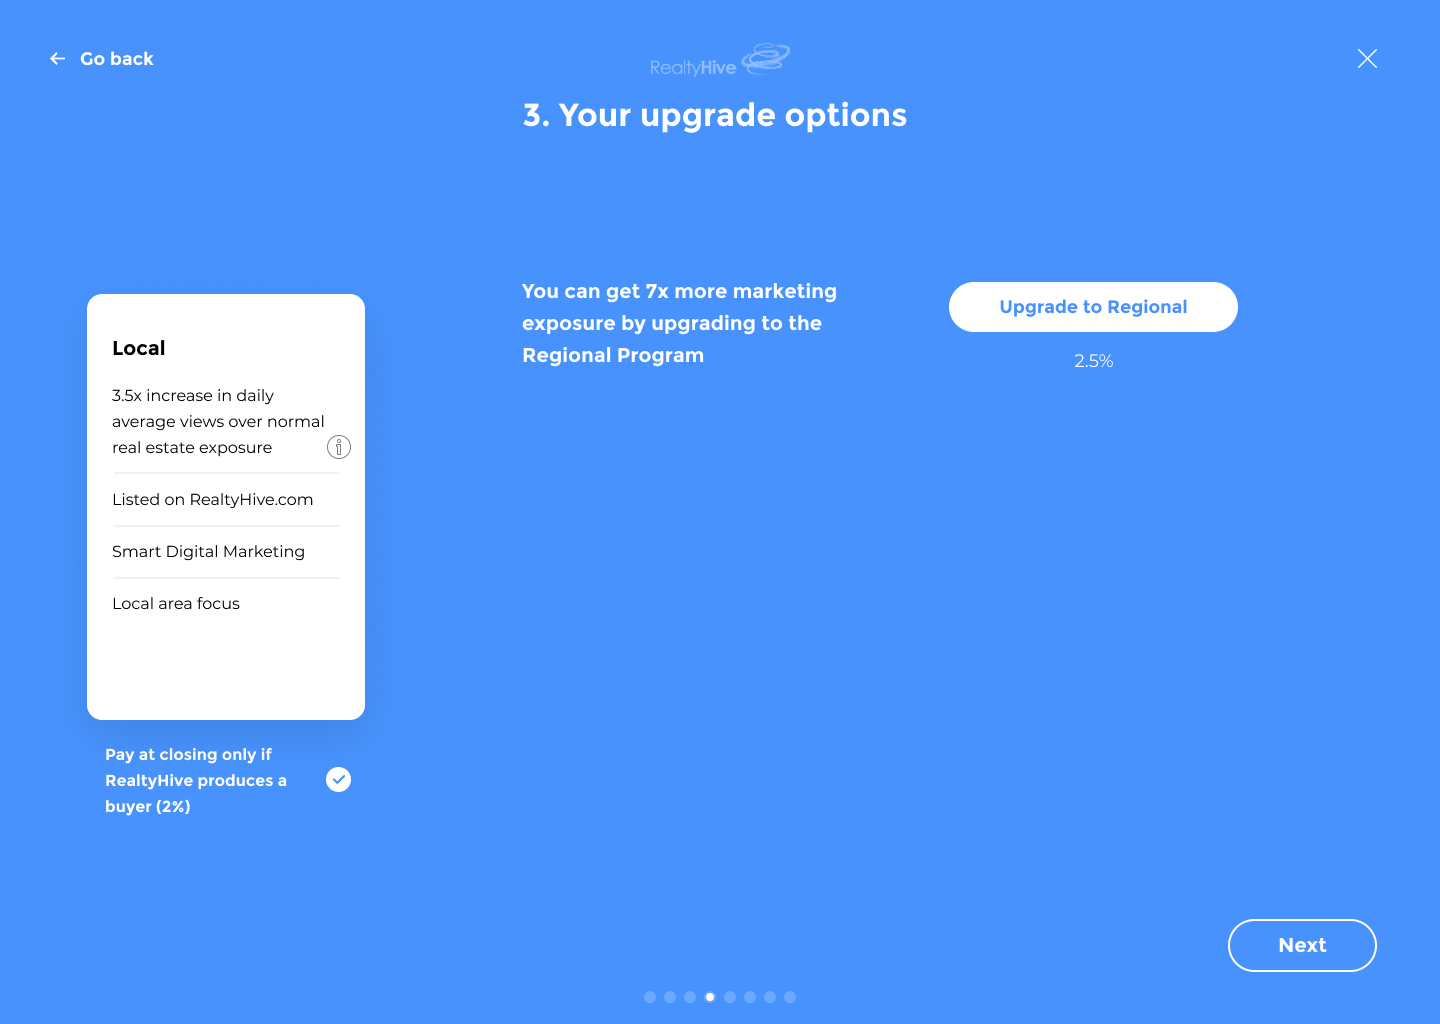 Go back
RealtyHive
3. Your upgrade options
Local
3.5x increase in daily
average views over normal
real estate exposure
Listed on RealtyHive.com
Smart Digital Marketing
Local area focus
Pay at closing only if
RealtyHive produces a
buyer (2%)
You can get 7x more marketing
exposure by upgrading to the
Regional Program
Upgrade to Regional
2.5%
Next